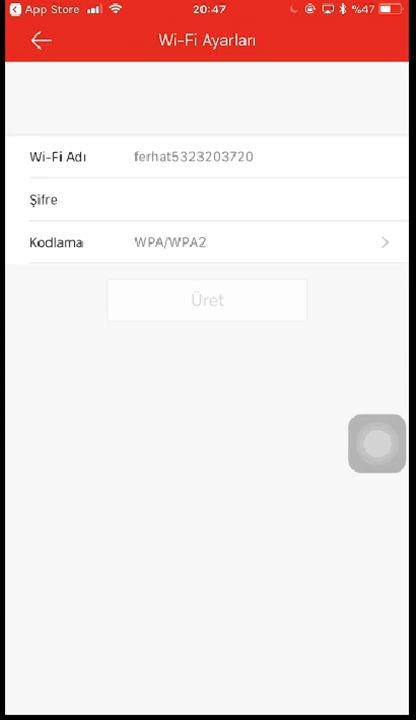 App Store
20:47
%47
Wi-Fi Ayarları
Wi-Fi Adı ferhat5323203720
Şifre
Kodlama WPA/WPA2
Üret